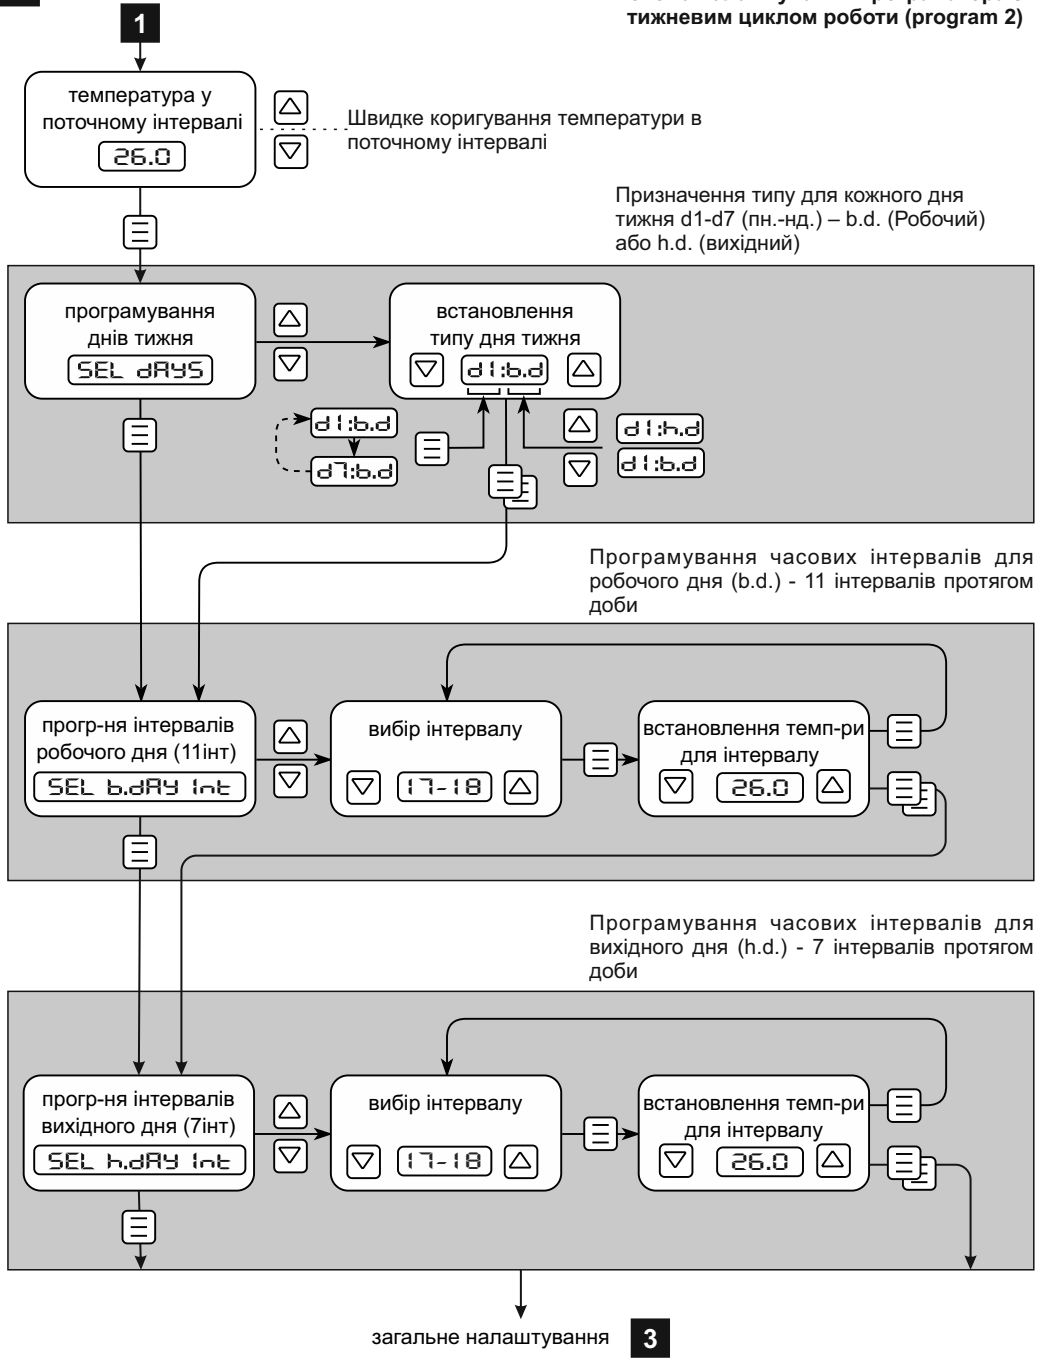 тижневим циклом роботи (program 2)
1
температура у
поточному інтервалі
26.0
Швидке коригування температури в
поточному інтервалі
Призначення типу для кожного дня
тижня d1-d7 (пн.-нд.) – b.d. (Робочий)
або h.d. (вихідний)
програмування
днів тижня
SEL dAYS
встановлення
типу дня тижня
d1:b.d
d1:b.d
d7:b.d
d1:h.d
d1:b.d
Програмування часових інтервалів для
робочого дня (b.d.) - 11 інтервалів протягом
доби
прогр-ня інтервалів
робочого дня (11інт)
SEL b.dAY Int
вибір інтервалу
17-18
встановлення темп-ри
для інтервалу
26.0
Програмування часових інтервалів для
вихідного дня (h.d.) - 7 інтервалів протягом
доби
прогр-ня інтервалів
вихідного дня (7інт)
SEL h.dAY Int
вибір інтервалу
17-18
встановлення темп-ри
для інтервалу
26.0
загальне налаштування 3